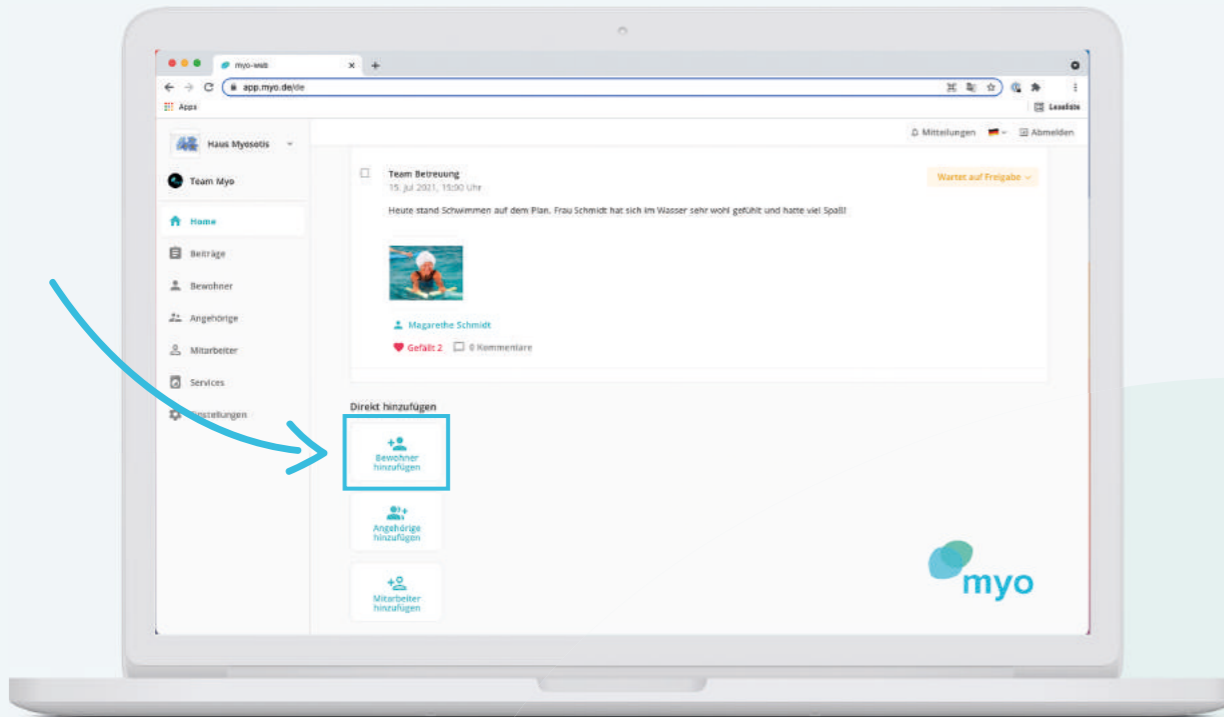 myo-web
app.myo.de/de
Apps
Leseliste
Haus Myosotis
Mitteilungen
Abmelden
Team Myo
Home
Beiträge
Bewohner
Angehörige
Mitarbeiter
Services
Einstellungen
Team Betreuung
Wartet auf Freigabe
15. Jul 2021, 15:00 Uhr
Heute stand Schwimmen auf dem Plan, Frau Schmidt hat sich im Wasser sehr wohl gefühlt und hatte viel Spaß!
Magarethe Schmidt
Gefällt 2
0 Kommentare
Direkt hinzufügen
Bewohner
hinzufügen
Angehörige
hinzufügen
Mitarbeiter
hinzufügen
myo